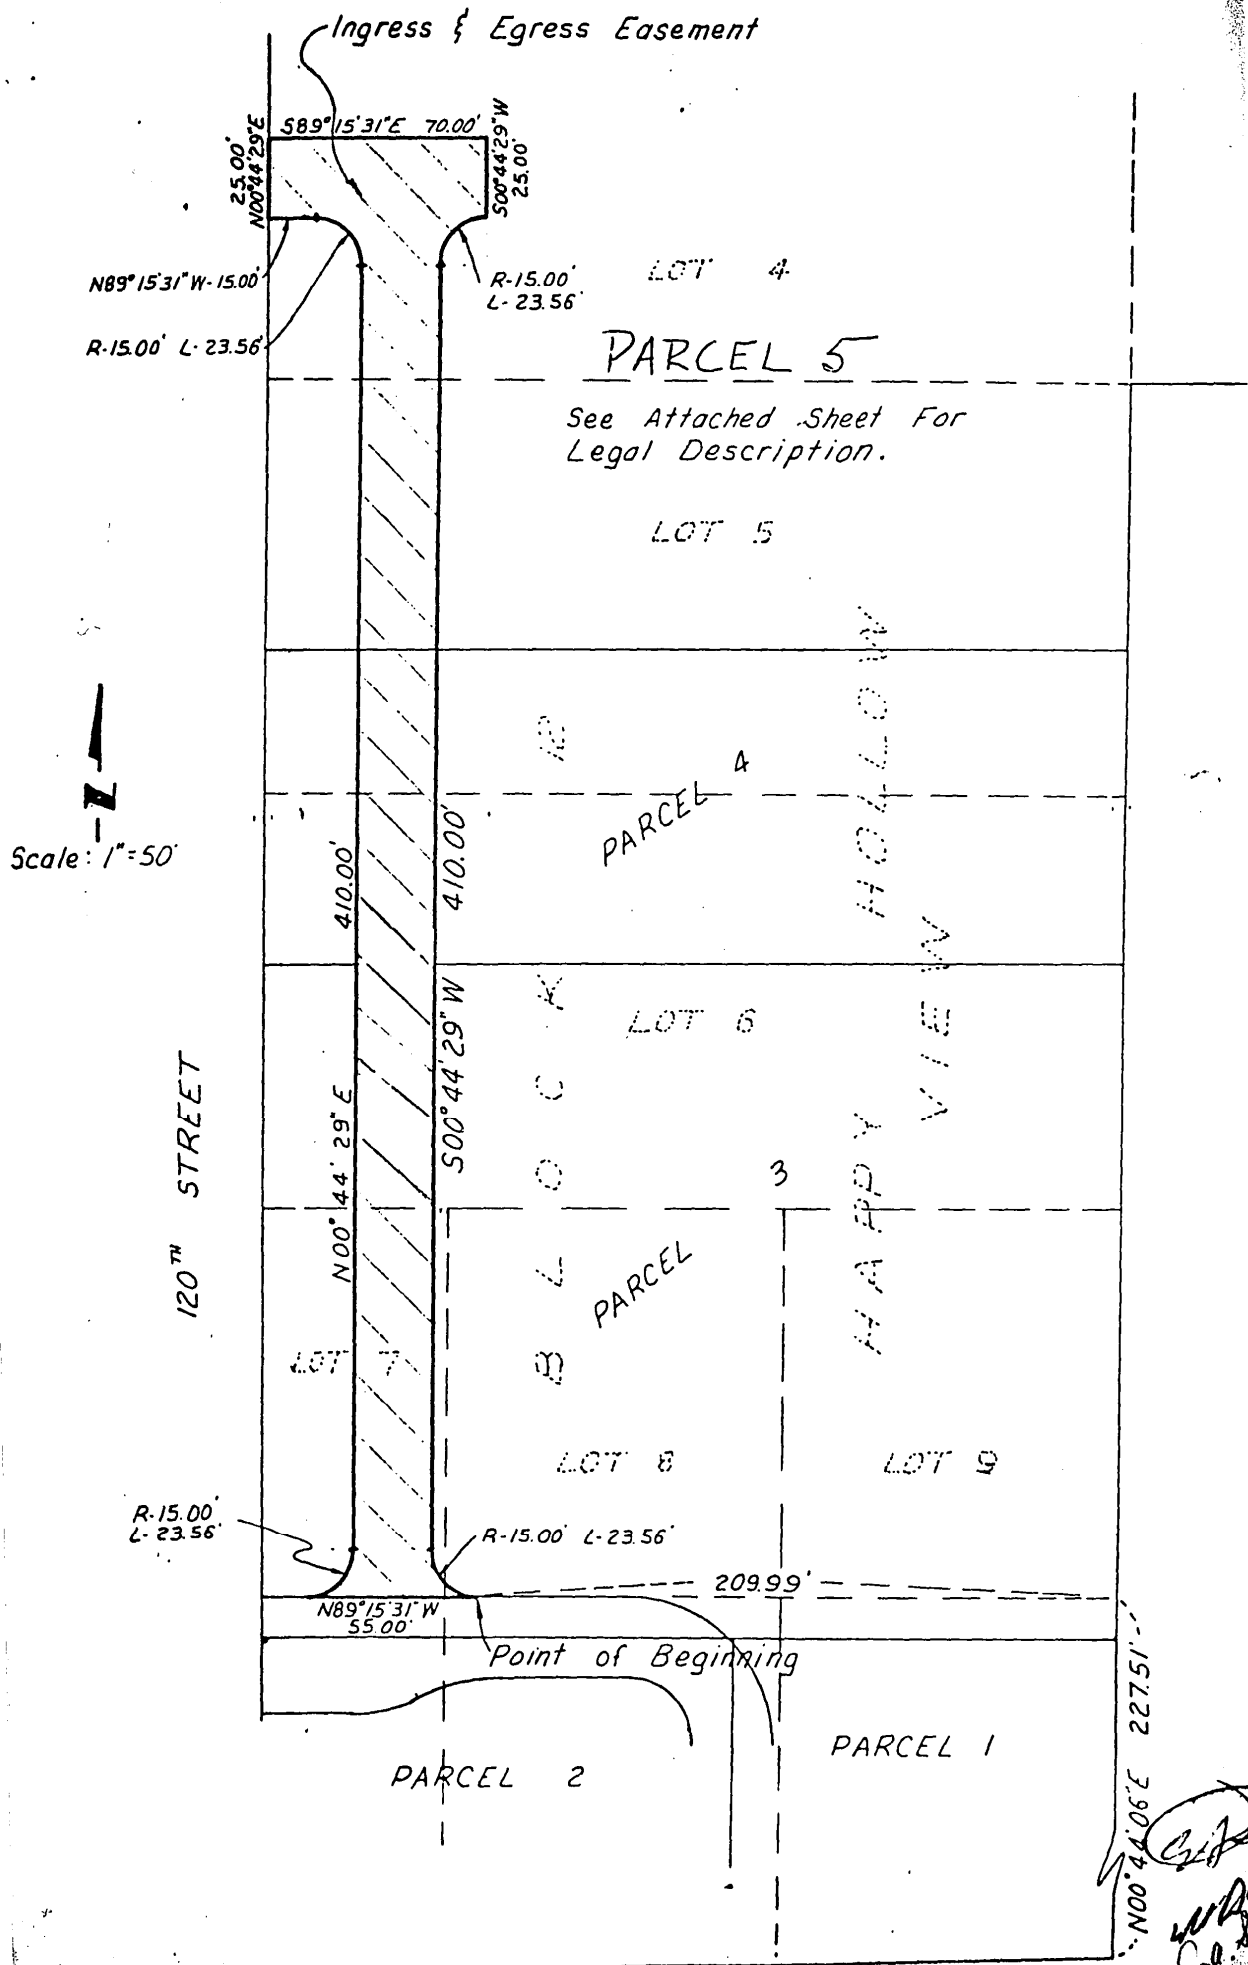 Ingress & Egress Easement
S89°15'31"E 70.00'
25.00'
N00°44'29"E
S00°44'29"W
25.00'
N89°15'31"W-15.00'
R-15.00'
L-23.56'
LOT 4
R-15.00' L-23.56'
PARCEL 5
See Attached Sheet For
Legal Description.
LOT 5
BLOCK 2
HAPPY HOLLOW
VIEW
PARCEL 4
Scale: 1"=50'
N
410.00'
410.00'
N00°44'29"E
S00°44'29"W
LOT 6
120TH STREET
PARCEL 3
LOT 7
LOT 8
LOT 9
R-15.00'
L-23.56'
R-15.00' L-23.56'
209.99'
N89°15'31"W
55.00'
Point of Beginning
N00°44'06"E 227.51'
PARCEL 1
PARCEL 2